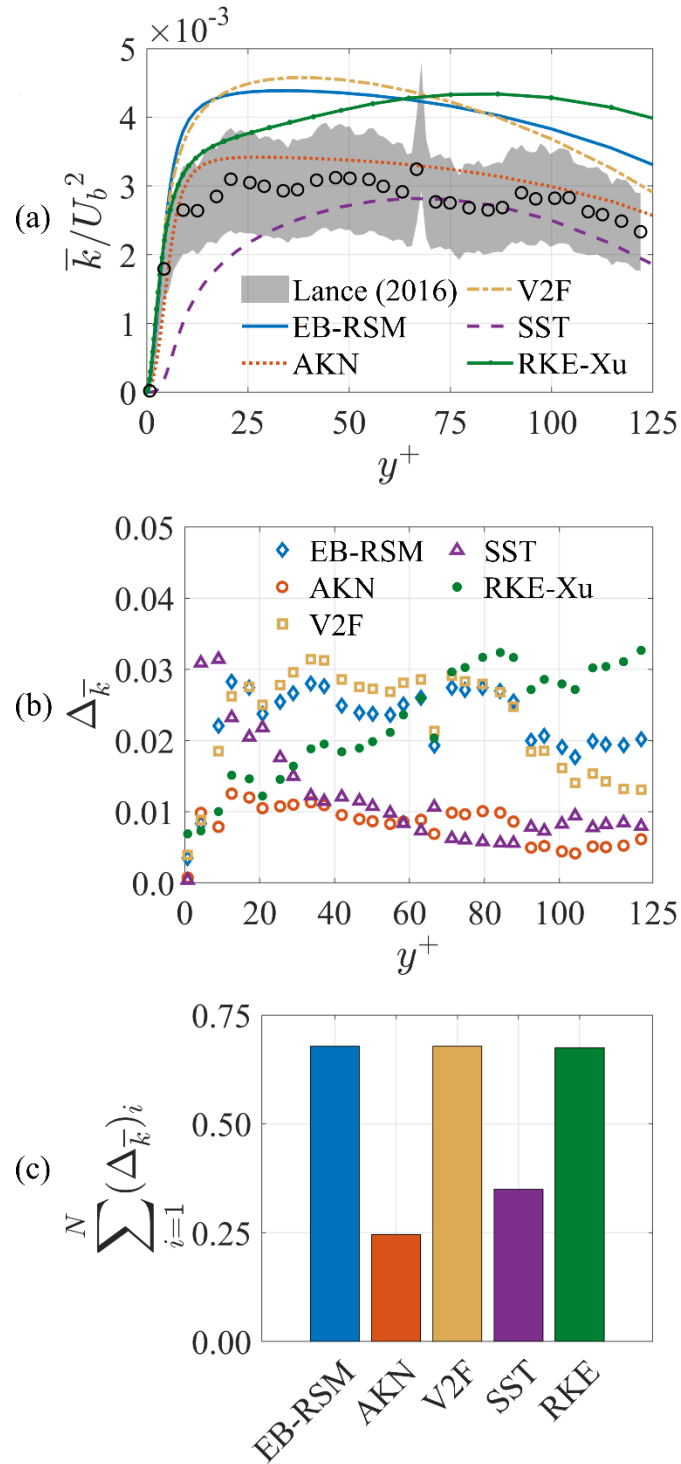 ×10⁻³
5
4
3
2
1
0
(a)
k̅/U_b²
Lance (2016)
V2F
EB-RSM
SST
AKN
RKE-Xu
0 25 50 75 100 125
y⁺
0.05
0.04
0.03
0.02
0.01
0.0
(b)
Δ_k̅
EB-RSM
SST
AKN
RKE-Xu
V2F
0 20 40 60 80 100 125
y⁺
0.75
0.50
0.25
0.00
(c)
∑_{i=1}^{N}(Δ_k̅)_i
EB-RSM AKN V2F SST RKE